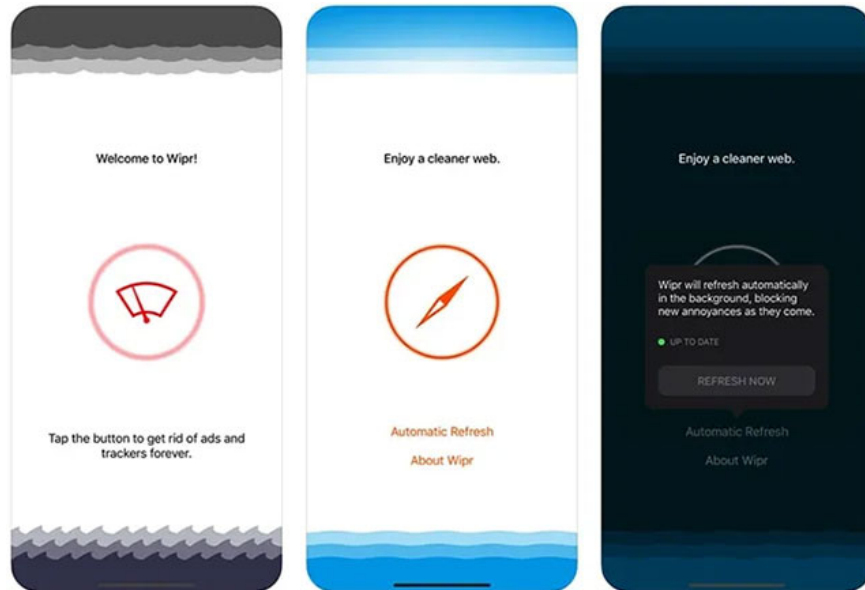 Welcome to Wipr!
Tap the button to get rid of ads and
trackers forever.
Enjoy a cleaner web.
Automatic Refresh
About Wipr
Enjoy a cleaner web.
Wipr will refresh automatically
in the background, blocking
new annoyances as they come.
UP TO DATE
REFRESH NOW
Automatic Refresh
About Wipr